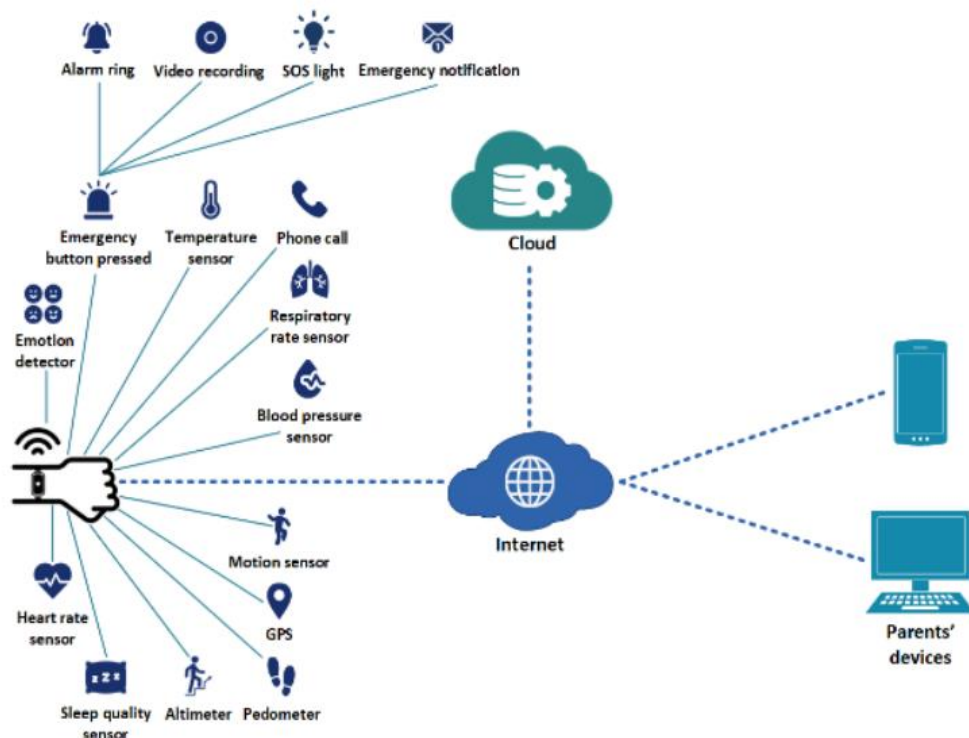 Alarm ring
Video recording
SOS light
Emergency notification
1
Emergency
button pressed
Temperature
sensor
Phone call
Cloud
Emotion
detector
Respiratory
rate sensor
Blood pressure
sensor
Internet
Motion sensor
Heart rate
sensor
GPS
Parents'
devices
zzz
Sleep quality
sensor
Altimeter
Pedometer